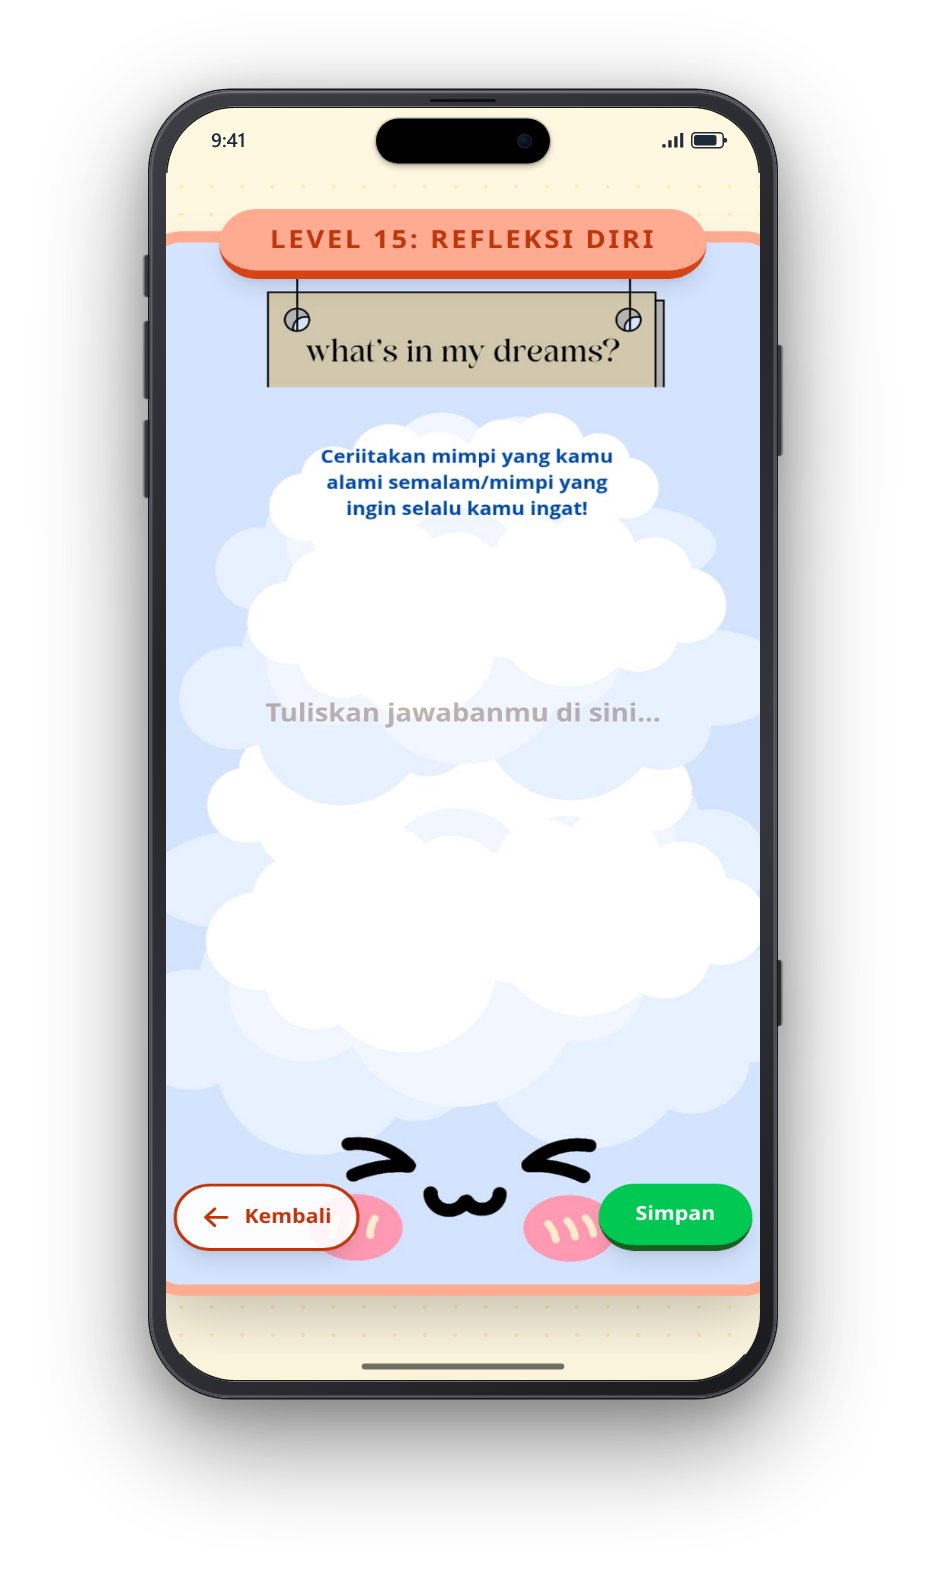 9:41
LEVEL 15: REFLEKSI DIRI
what's in my dreams?
Ceriitakan mimpi yang kamu
alami semalam/mimpi yang
ingin selalu kamu ingat!
Tuliskan jawabanmu di sini...
← Kembali
Simpan